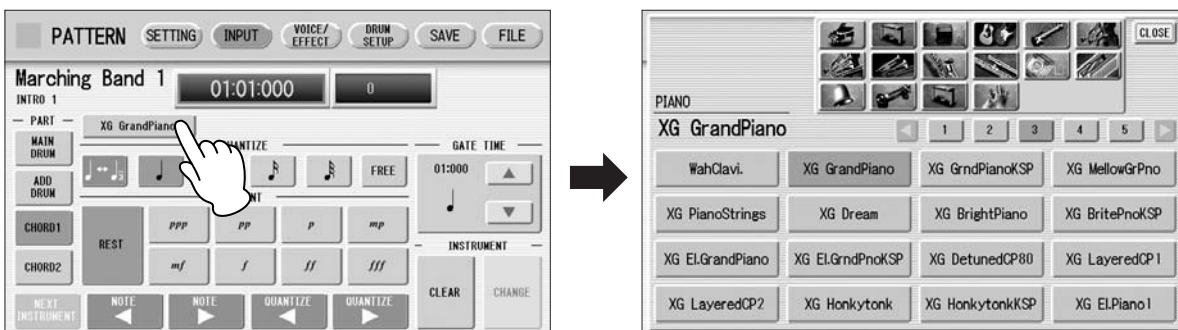 PATTERN SETTING INPUT VOICE/EFFECT DRUM SETUP SAVE FILE
Marching Band 1 01:01:000 0
INTRO 1
PART
XG GrandPiano
MAIN DRUM
GATE TIME
FREE
01:000
ADD DRUM
CHORD1
REST
ppp pp p mp
INSTRUMENT
CHORD2
mf f ff fff
CLEAR CHANGE
NEXT INSTRUMENT NOTE NOTE QUANTIZE QUANTIZE
CLOSE
PIANO
XG GrandPiano 1 2 3 4 5
WahClavi. XG GrandPiano XG GrndPianoKSP XG MellowGrPno
XG PianoStrings XG Dream XG BrightPiano XG BritePnoKSP
XG El.GrandPiano XG El.GrndPnoKSP XG DetunedCP80 XG LayeredCP1
XG LayeredCP2 XG Honkytonk XG HonkytonkKSP XG El.Piano1